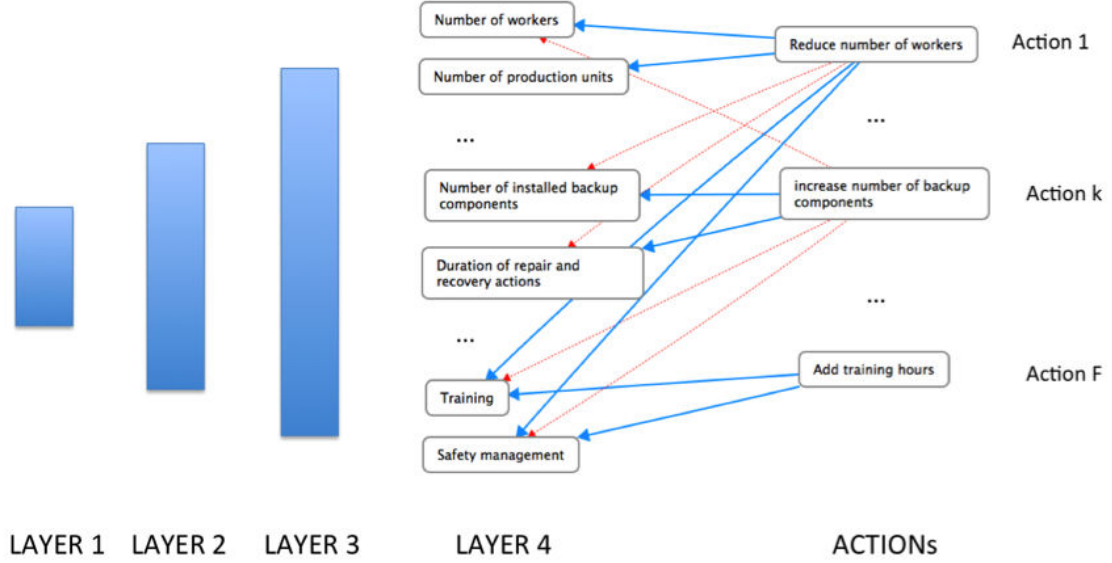 Number of workers
Reduce number of workers
Action 1
Number of production units
...
...
Number of installed backup
components
increase number of backup
components
Action k
Duration of repair and
recovery actions
...
...
Add training hours
Action F
Training
Safety management
LAYER 1
LAYER 2
LAYER 3
LAYER 4
ACTIONs